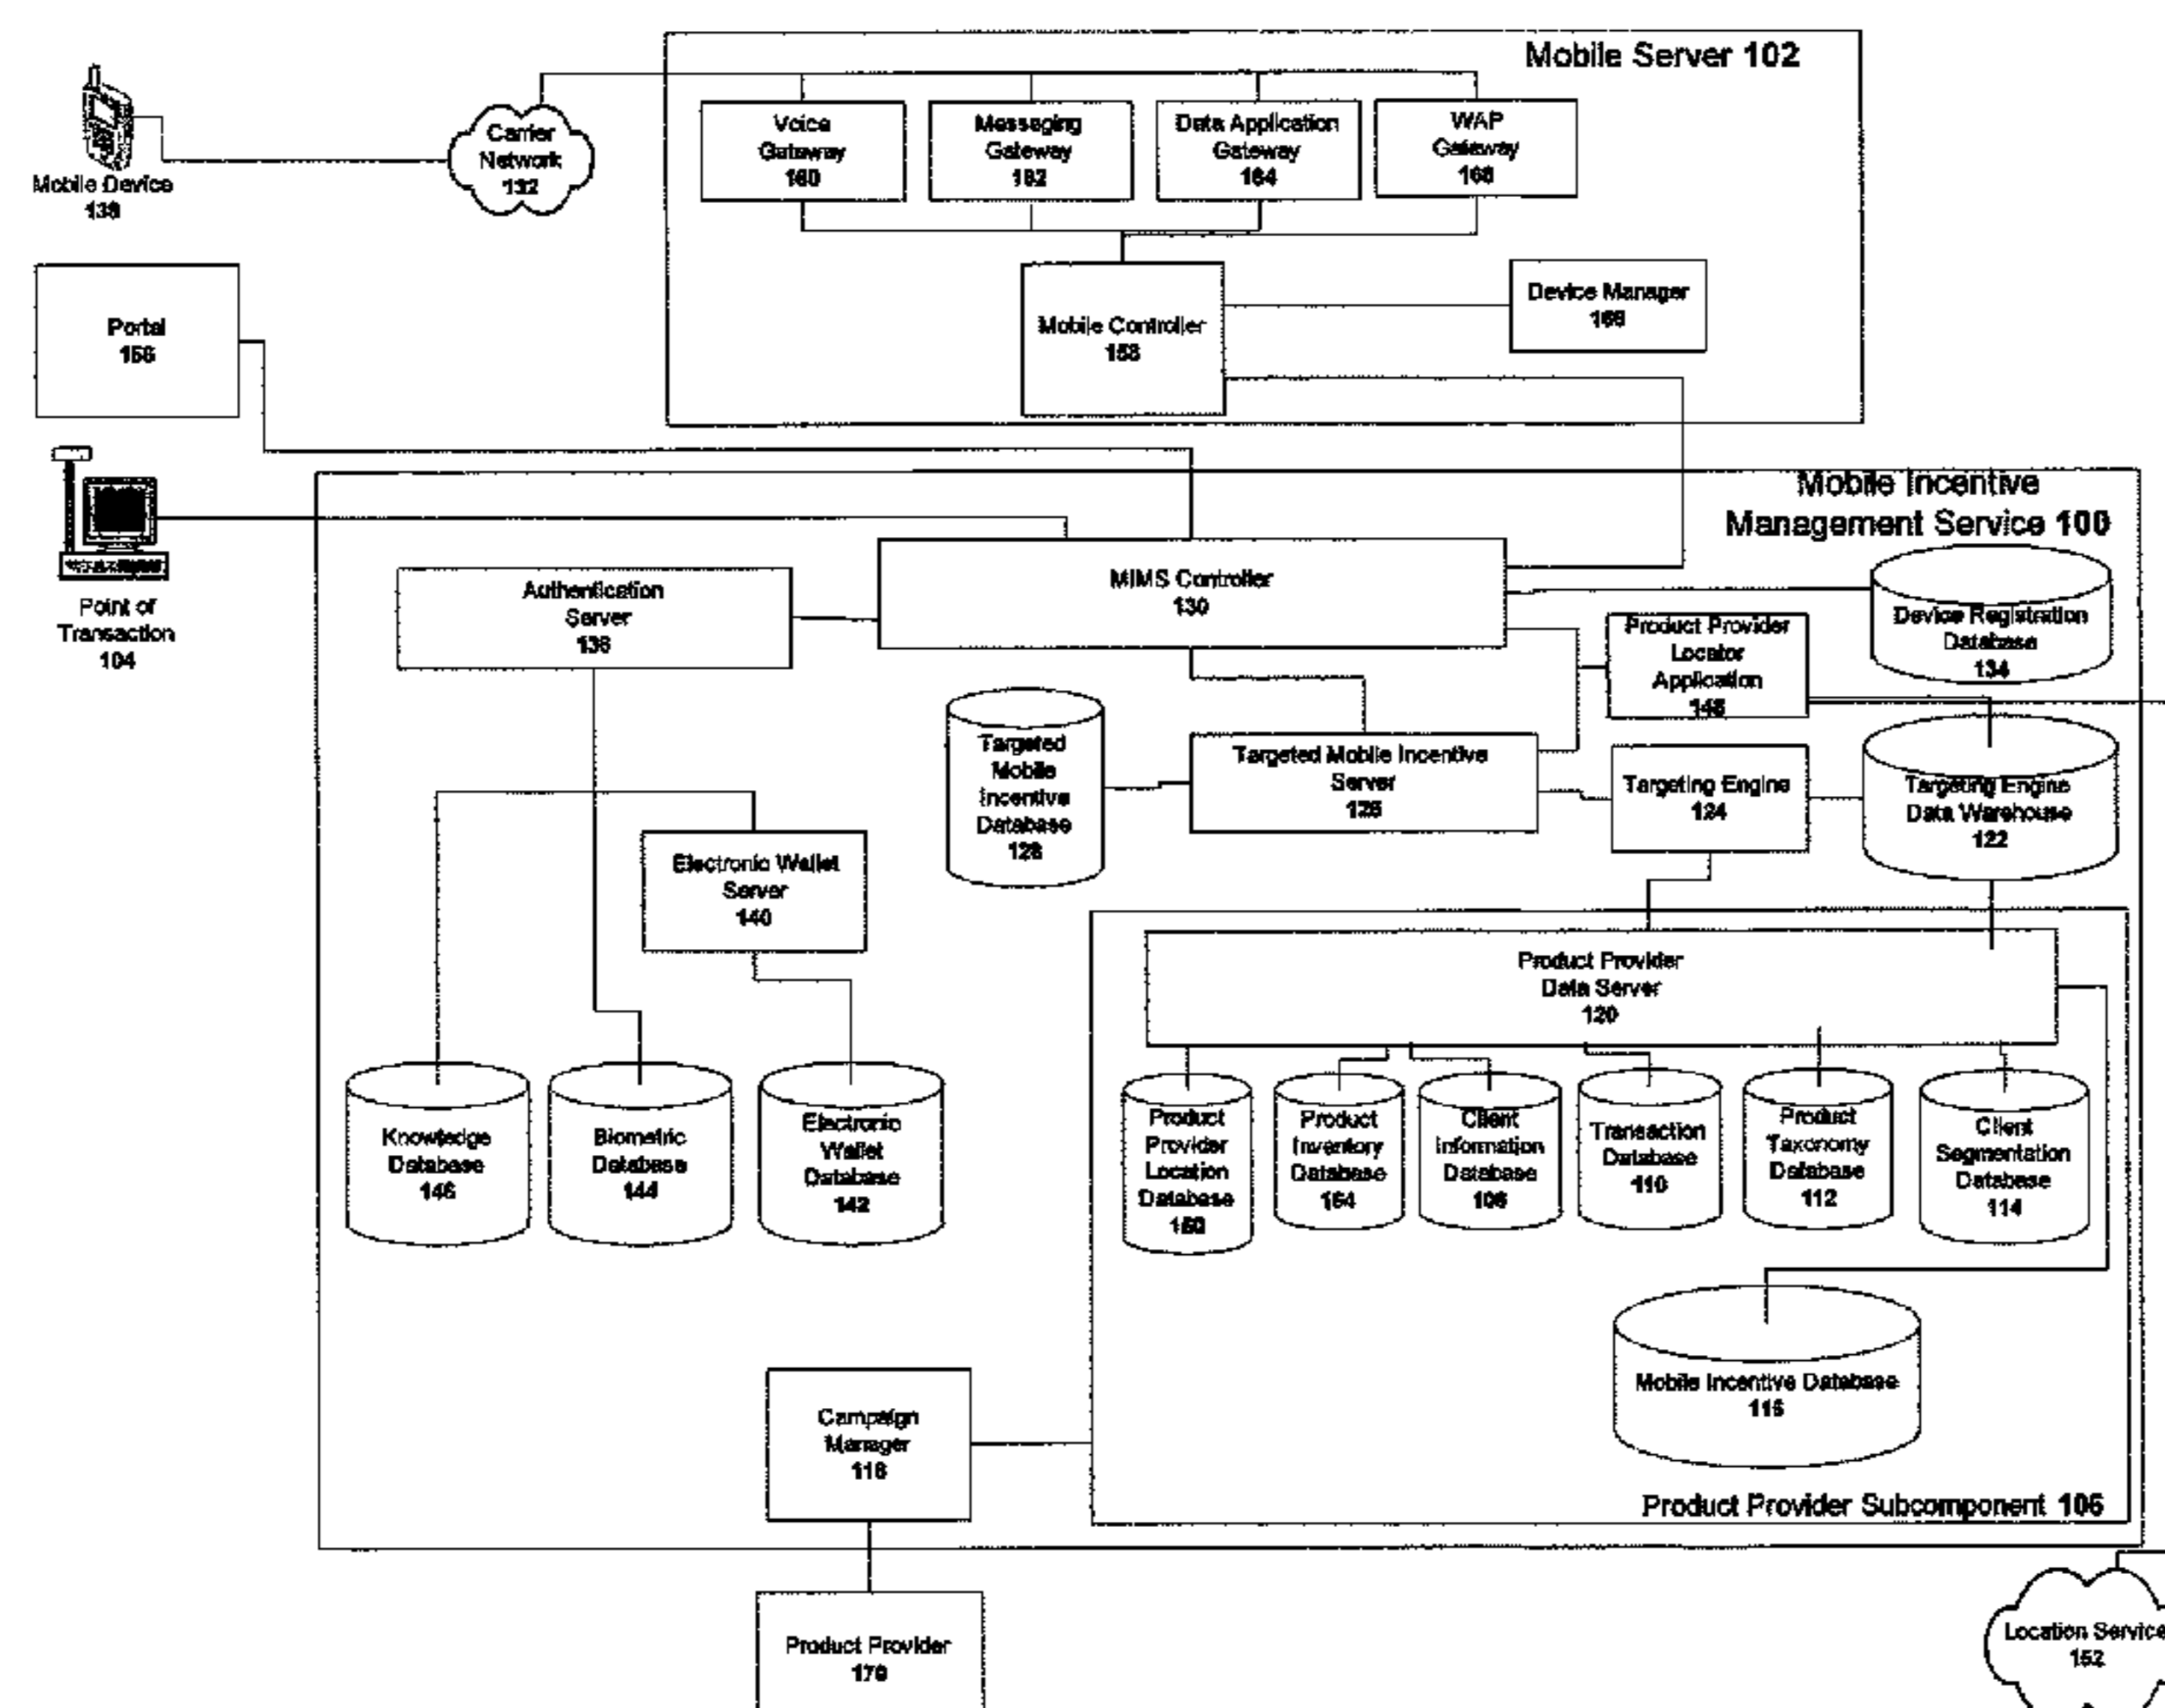 Mobile Server 102
Mobile Device
138
Carrier
Network
132
Voice
Gateway
160
Messaging
Gateway
162
Data Application
Gateway
164
WAP
Gateway
168
Portal
156
Mobile Controller
158
Device Manager
166
Point of
Transaction
104
Mobile Incentive
Management Service 100
Authentication
Server
136
MIMS Controller
130
Product Provider
Locator
Application
148
Device Registration
Database
134
Targeted
Mobile
Incentive
Database
128
Targeted Mobile Incentive
Server
126
Targeting Engine
124
Targeting Engine
Data Warehouse
122
Electronic Wallet
Server
140
Product Provider
Data Server
120
Knowledge
Database
146
Biometric
Database
144
Electronic
Wallet
Database
142
Product
Provider
Location
Database
150
Product
Inventory
Database
154
Client
Information
Database
108
Transaction
Database
110
Product
Taxonomy
Database
112
Client
Segmentation
Database
114
Mobile Incentive Database
116
Campaign
Manager
118
Product Provider Subcomponent 106
Product Provider
170
Location Service
152